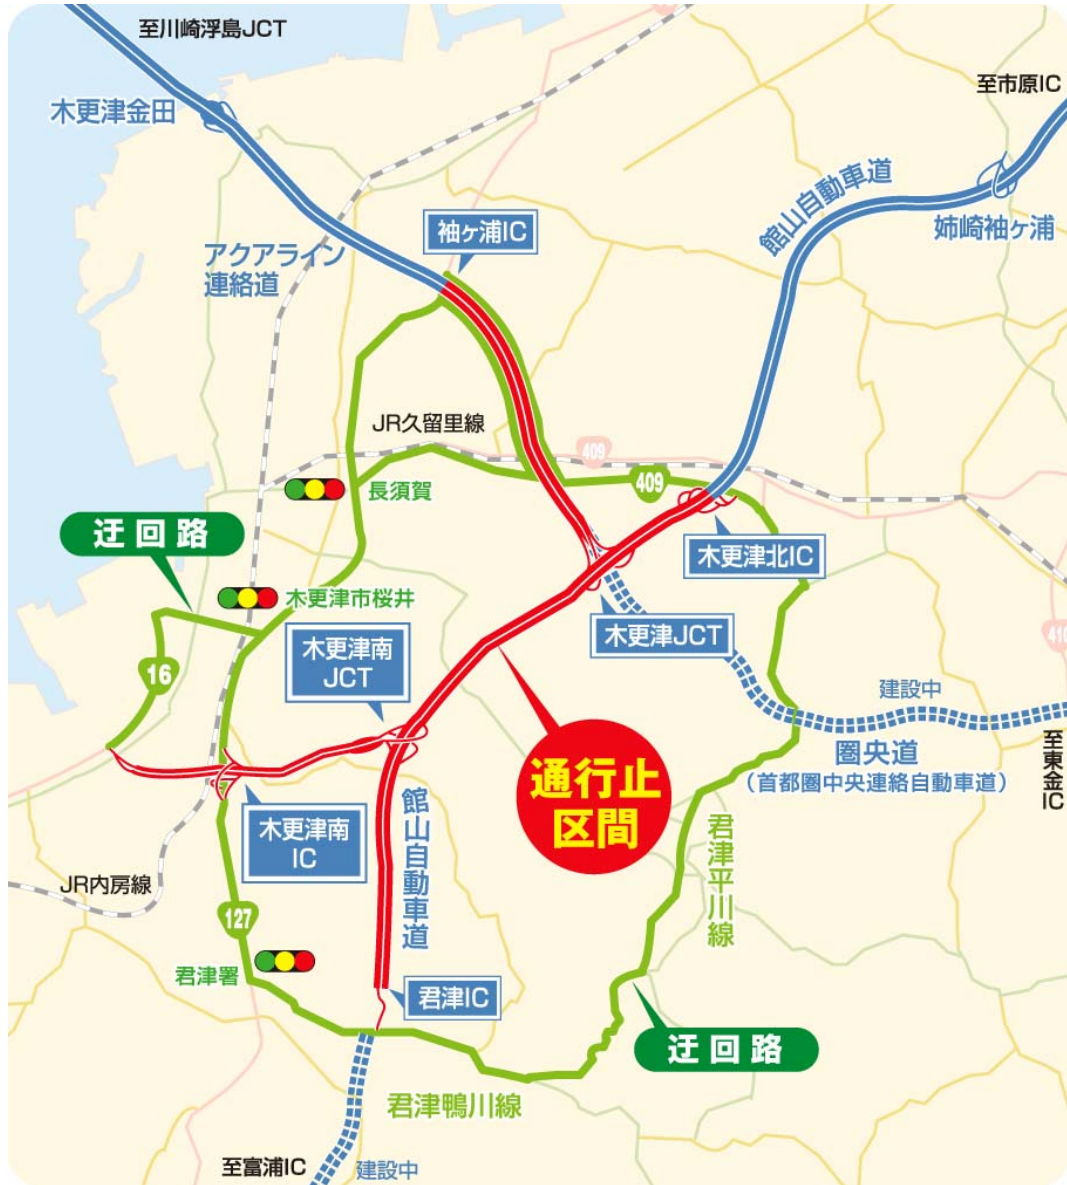 至川崎浮島JCT
木更津金田
至市原IC
館山自動車道
姉崎袖ヶ浦
袖ヶ浦IC
アクアライン
連絡道
JR久留里線
409
409
長須賀
迂回路
木更津北IC
木更津市桜井
木更津JCT
410
木更津南
JCT
16
建設中
圏央道
(首都圏中央連絡自動車道)
至東金IC
通行止
区間
木更津南
IC
館山自動車道
君津平川線
JR内房線
127
君津署
君津IC
迂回路
君津鴨川線
至富浦IC
建設中